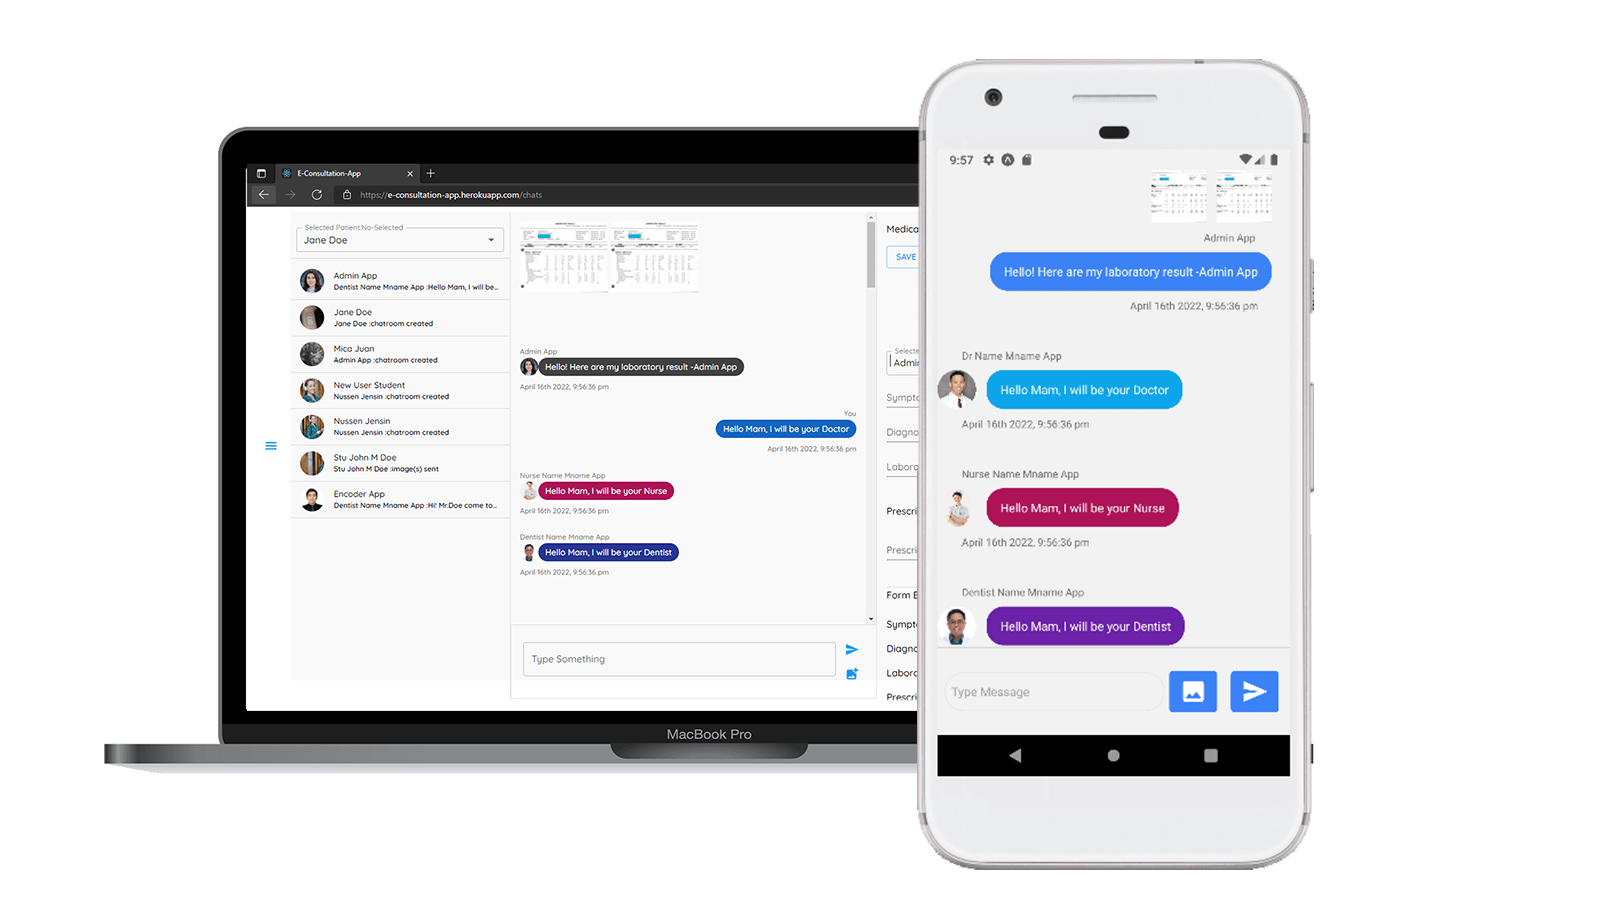 E-Consultation-App
https://e-consultation-app.herokuapp.com/chats
Selected Patient:No-Selected
Jane Doe
Admin App
Dentist Name Mname App :Hello Mam, I will be...
Jane Doe
Jane Doe :chatroom created
Mica Juan
Admin App :chatroom created
New User Student
Nussen Jensin :chatroom created
Nussen Jensin
Nussen Jensin :chatroom created
Stu John M Doe
Stu John M Doe :image(s) sent
Encoder App
Dentist Name Mname App :Hi! Mr.Doe come to...
Admin App
Hello! Here are my laboratory result -Admin App
April 16th 2022, 9:56:36 pm
You
Hello Mam, I will be your Doctor
April 16th 2022, 9:56:36 pm
Nurse Name Mname App
Hello Mam, I will be your Nurse
April 16th 2022, 9:56:36 pm
Dentist Name Mname App
Hello Mam, I will be your Dentist
April 16th 2022, 9:56:36 pm
Type Something
Medica
SAVE
Selecte
Admin
Sympto
Diagno
Labora
Prescri
Prescri
Form E
Sympto
Diagno
Labora
Prescri
MacBook Pro
9:57
Admin App
Hello! Here are my laboratory result -Admin App
April 16th 2022, 9:56:36 pm
Dr Name Mname App
Hello Mam, I will be your Doctor
April 16th 2022, 9:56:36 pm
Nurse Name Mname App
Hello Mam, I will be your Nurse
April 16th 2022, 9:56:36 pm
Dentist Name Mname App
Hello Mam, I will be your Dentist
Type Message